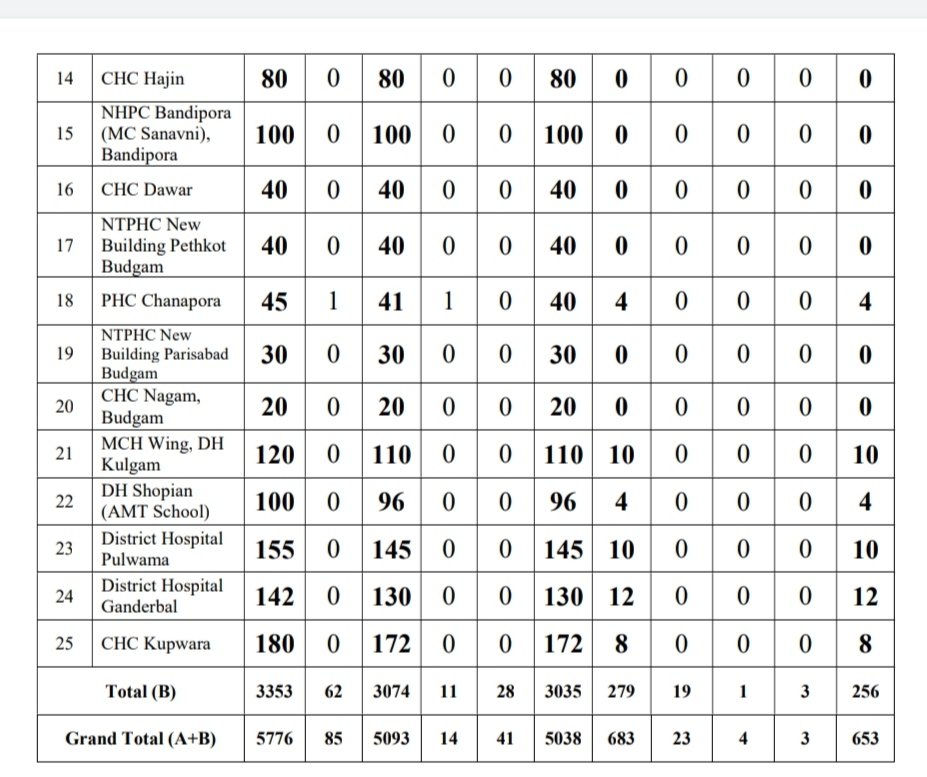 14 CHC Hajin 80 0 80 0 0 80 0 0 0 0 0
NHPC Bandipora
15 (MC Sanavni), 100 0 100 0 0 100 0 0 0 0 0
Bandipora
16 CHC Dawar 40 0 40 0 0 40 0 0 0 0 0
NTPHC New
17 Building Pethkot 40 0 40 0 0 40 0 0 0 0 0
Budgam
18 PHC Chanapora 45 1 41 1 0 40 4 0 0 0 4
NTPHC New
19 Building Parisabad 30 0 30 0 0 30 0 0 0 0 0
Budgam
20 CHC Nagam, 20 0 20 0 0 20 0 0 0 0 0
Budgam
21 MCH Wing, DH 120 0 110 0 0 110 10 0 0 0 10
Kulgam
22 DH Shopian 100 0 96 0 0 96 4 0 0 0 4
(AMT School)
23 District Hospital 155 0 145 0 0 145 10 0 0 0 10
Pulwama
24 District Hospital 142 0 130 0 0 130 12 0 0 0 12
Ganderbal
25 CHC Kupwara 180 0 172 0 0 172 8 0 0 0 8
Total (B) 3353 62 3074 11 28 3035 279 19 1 3 256
Grand Total (A+B) 5776 85 5093 14 41 5038 683 23 4 3 653